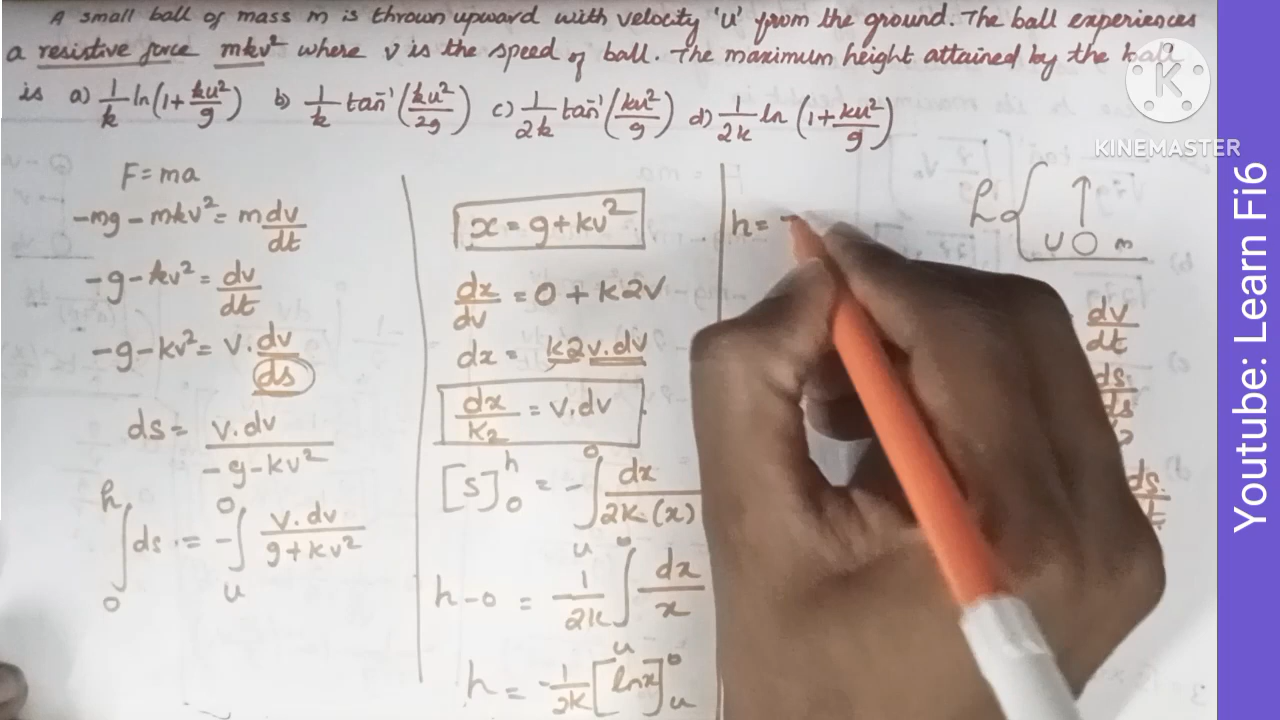 A small ball of mass m is thrown upward with velocity 'u' from the ground. The ball experiences
a resistive force mkv² where v is the speed of ball. The maximum height attained by the ball
is a) 1/k ln(1+ku²/g) b) 1/k tan⁻¹(ku²/2g) c) 1/2k tan⁻¹(ku²/g) d) 1/2k ln(1+ku²/g)
KINEMASTER
F = ma
-mg - mkv² = m dv/dt
-g - kv² = dv/dt
-g - kv² = v. dv/ds
ds = v.dv/-g-kv²
∫₀ʰ ds = -∫ᵤ⁰ v.dv/g+kv²
x = g + kv²
dx/dv = 0 + k2v
dx = k2v.dv
dx/k2 = v.dv
[s]₀ʰ = -∫ᵤ⁰ dx/2k(x)
h-0 = 1/2k ∫ᵤ⁰ dx/x
h = -1/2k [ln x]ᵤ⁰
h = -
h
u m
dv/dt
ds/ds
ds
Youtube: Learn Fi6